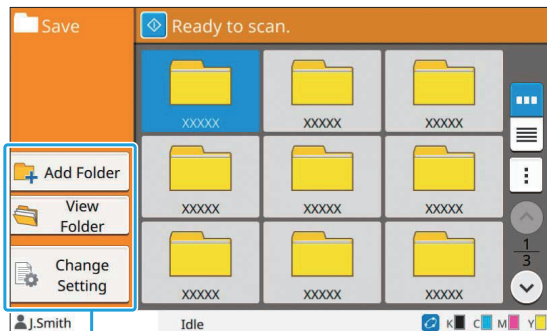 Save
Ready to scan.
XXXXX
XXXXX
XXXXX
Add Folder
View
Folder
XXXXX
XXXXX
XXXXX
Change
Setting
XXXXX
XXXXX
XXXXX
1
3
J.Smith
Idle
K C M Y